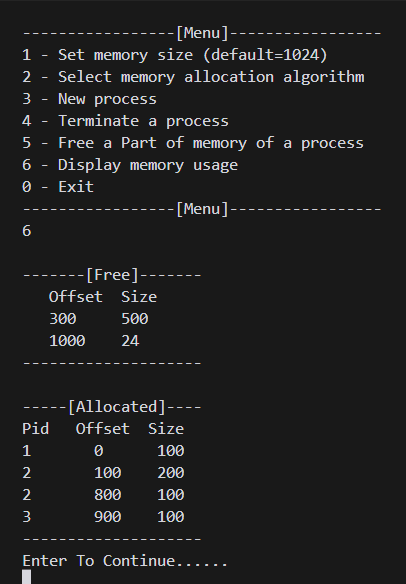 -----------------[Menu]-----------------
1 - Set memory size (default=1024)
2 - Select memory allocation algorithm
3 - New process
4 - Terminate a process
5 - Free a Part of memory of a process
6 - Display memory usage
0 - Exit
-----------------[Menu]-----------------
6
-------[Free]-------
Offset  Size
300     500
1000    24
--------------------
-----[Allocated]----
Pid   Offset  Size
1       0      100
2       100    200
2       800    100
3       900    100
--------------------
Enter To Continue......